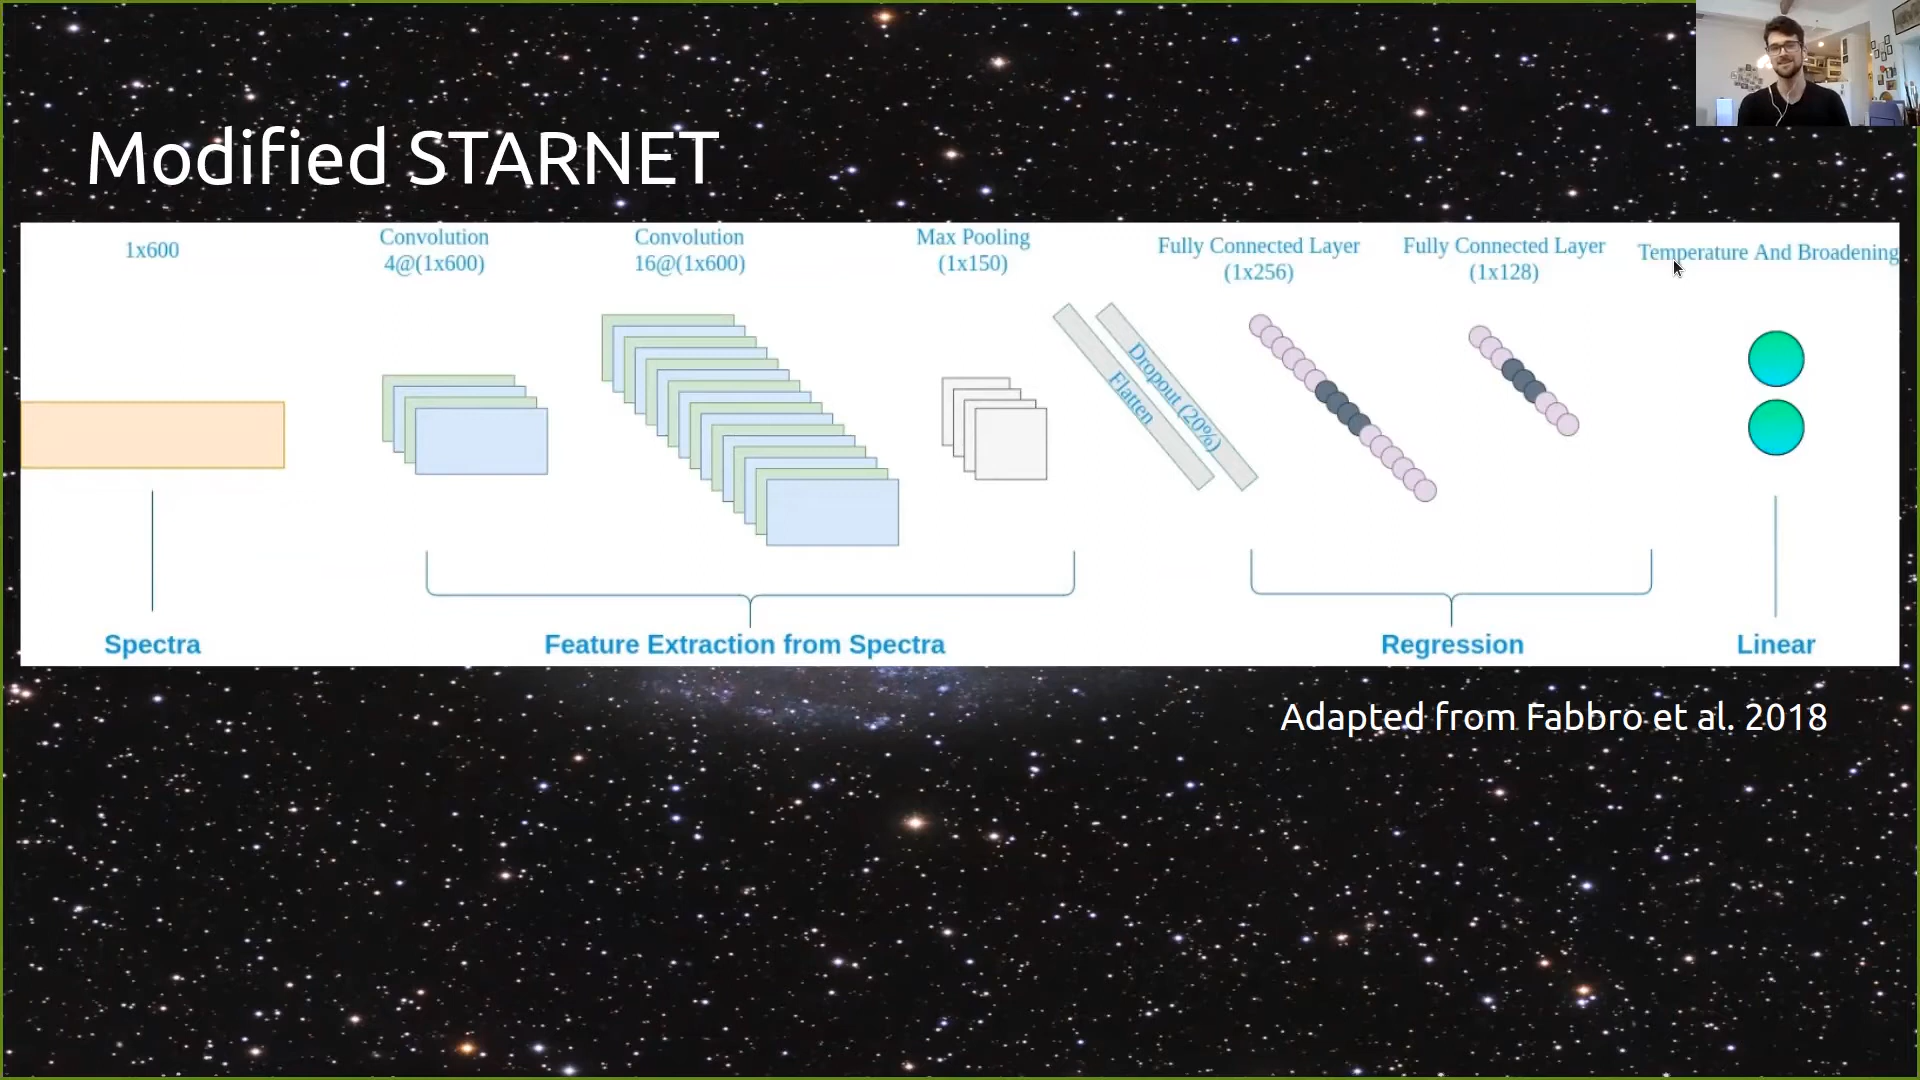 Modified STARNET
1x600
Convolution
4@(1x600)
Convolution
16@(1x600)
Max Pooling
(1x150)
Fully Connected Layer
(1x256)
Fully Connected Layer
(1x128)
Temperature And Broadening
Flatten
Dropout (20%)
Spectra
Feature Extraction from Spectra
Regression
Linear
Adapted from Fabbro et al. 2018